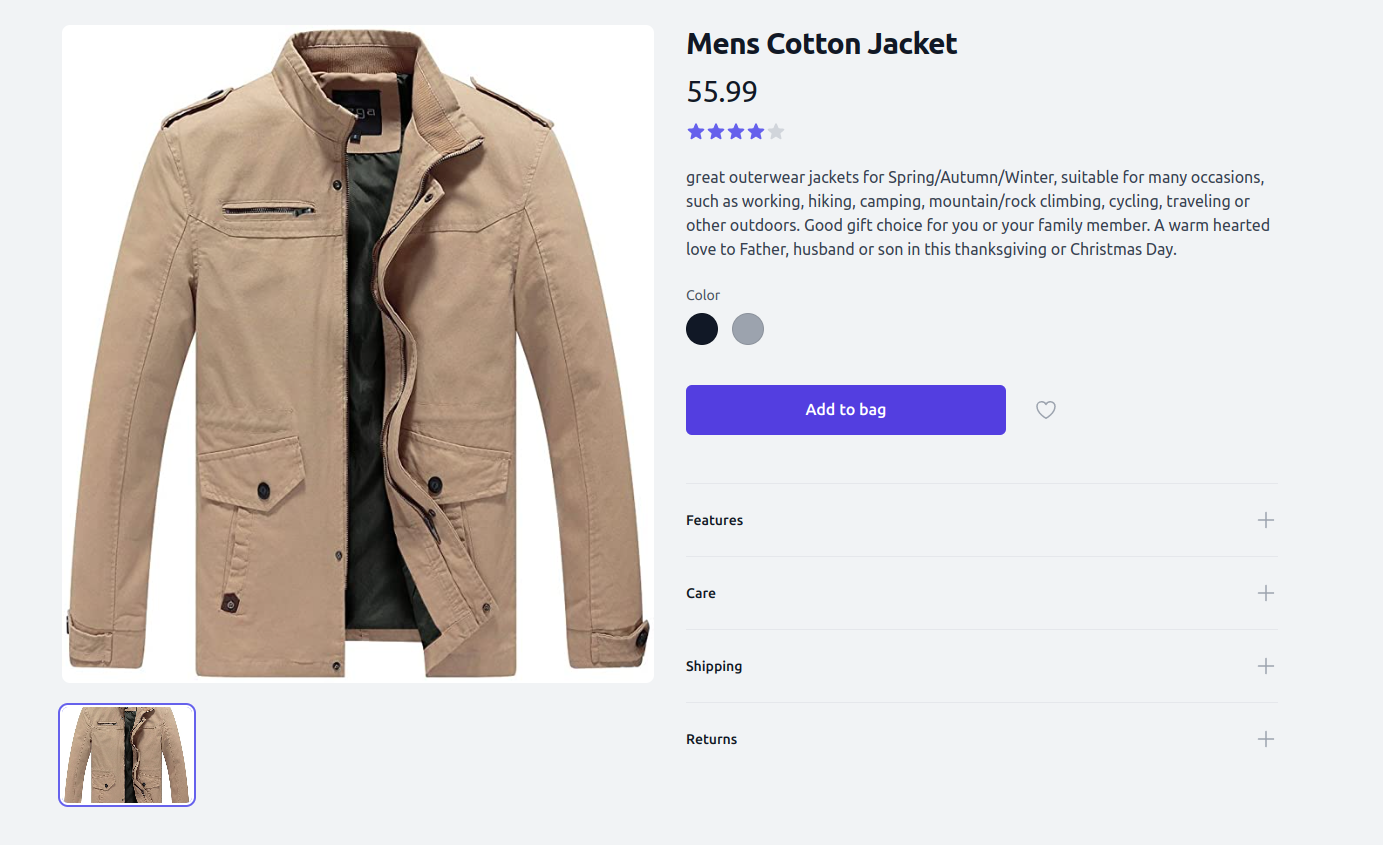 Mens Cotton Jacket
55.99
great outerwear jackets for Spring/Autumn/Winter, suitable for many occasions,
such as working, hiking, camping, mountain/rock climbing, cycling, traveling or
other outdoors. Good gift choice for you or your family member. A warm hearted
love to Father, husband or son in this thanksgiving or Christmas Day.
Color
Add to bag
Features
Care
Shipping
Returns